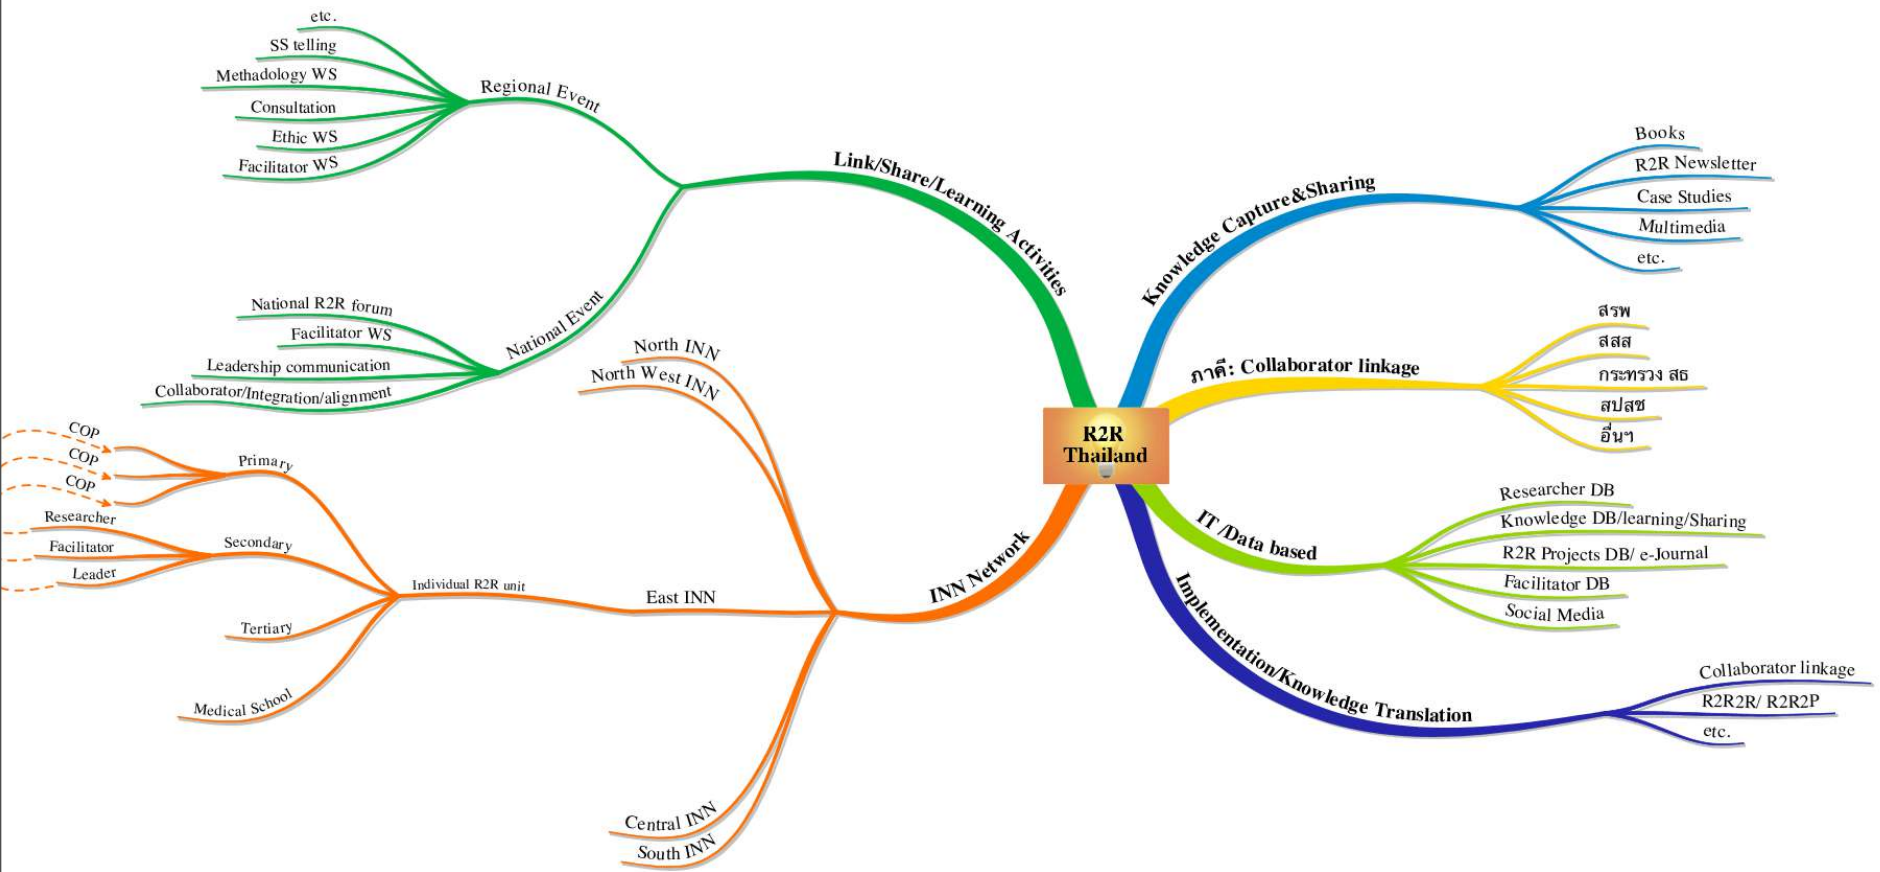 R2R
Thailand
Link/Share/Learning Activities
Regional Event
etc.
SS telling
Methadology WS
Consultation
Ethic WS
Facilitator WS
National Event
National R2R forum
Facilitator WS
Leadership communication
Collaborator/Integration/alignment
INN Network
North INN
North West INN
East INN
Individual R2R unit
Primary
COP
COP
COP
Secondary
Researcher
Facilitator
Leader
Tertiary
Medical School
Central INN
South INN
Knowledge Capture&Sharing
Books
R2R Newsletter
Case Studies
Multimedia
etc.
ภาคี: Collaborator linkage
สรพ
สสส
กระทรวง สธ
สปสช
อื่นฯ
IT /Data based
Researcher DB
Knowledge DB/learning/Sharing
R2R Projects DB/ e-Journal
Facilitator DB
Social Media
Implementation/Knowledge Translation
Collaborator linkage
R2R2R/ R2R2P
etc.